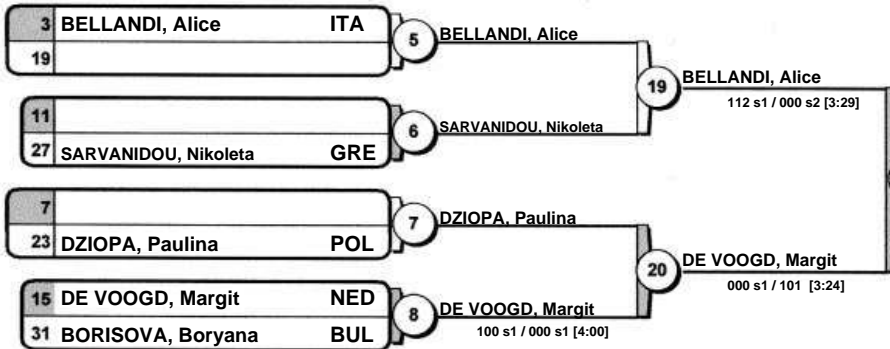 3 BELLANDI, Alice ITA
19
5
BELLANDI, Alice
11
27 SARVANIDOU, Nikoleta GRE
6
SARVANIDOU, Nikoleta
19
BELLANDI, Alice
112 s1 / 000 s2 [3:29]
7
23 DZIOPA, Paulina POL
7
DZIOPA, Paulina
15 DE VOOGD, Margit NED
31 BORISOVA, Boryana BUL
8
DE VOOGD, Margit
100 s1 / 000 s1 [4:00]
20
DE VOOGD, Margit
000 s1 / 101 [3:24]